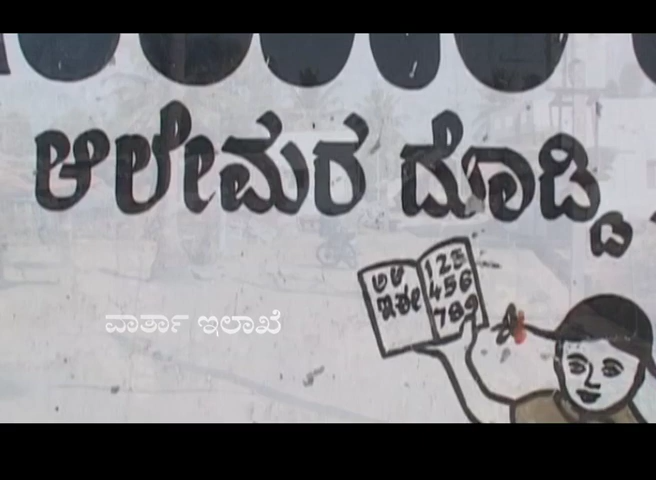 ಆಲೇಮರ ದೊಡ್ಡಿ
ಅ ಆ 123
ಇ ಈ 456
789
ವಾರ್ತಾ ಇಲಾಖೆ